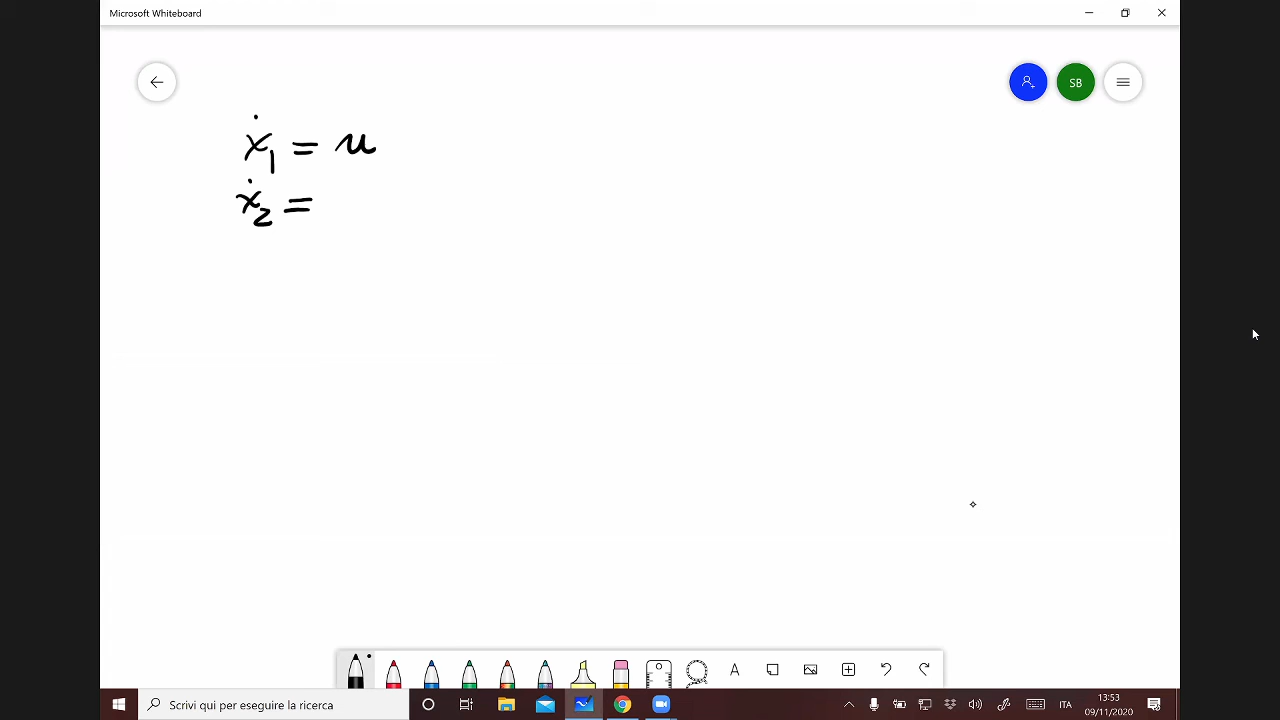 Microsoft Whiteboard
SB
ẋ₁ = u
ẋ₂ =
A
Scrivi qui per eseguire la ricerca
ITA
13:53
09/11/2020